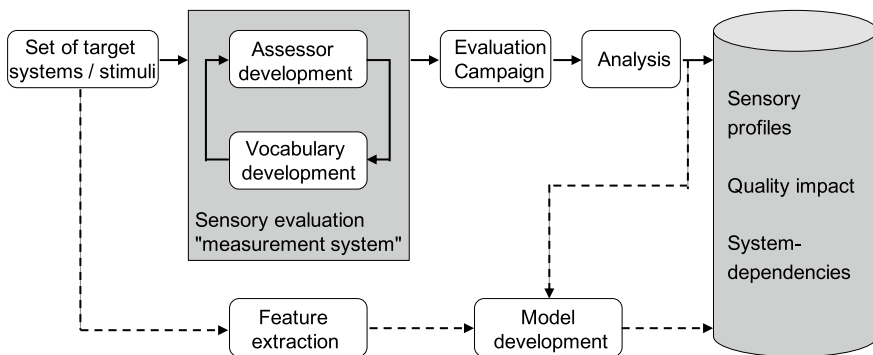 Set of target
systems / stimuli
Assessor
development
Vocabulary
development
Sensory evaluation
"measurement system"
Evaluation
Campaign
Analysis
Sensory
profiles
Quality impact
System-
dependencies
Feature
extraction
Model
development